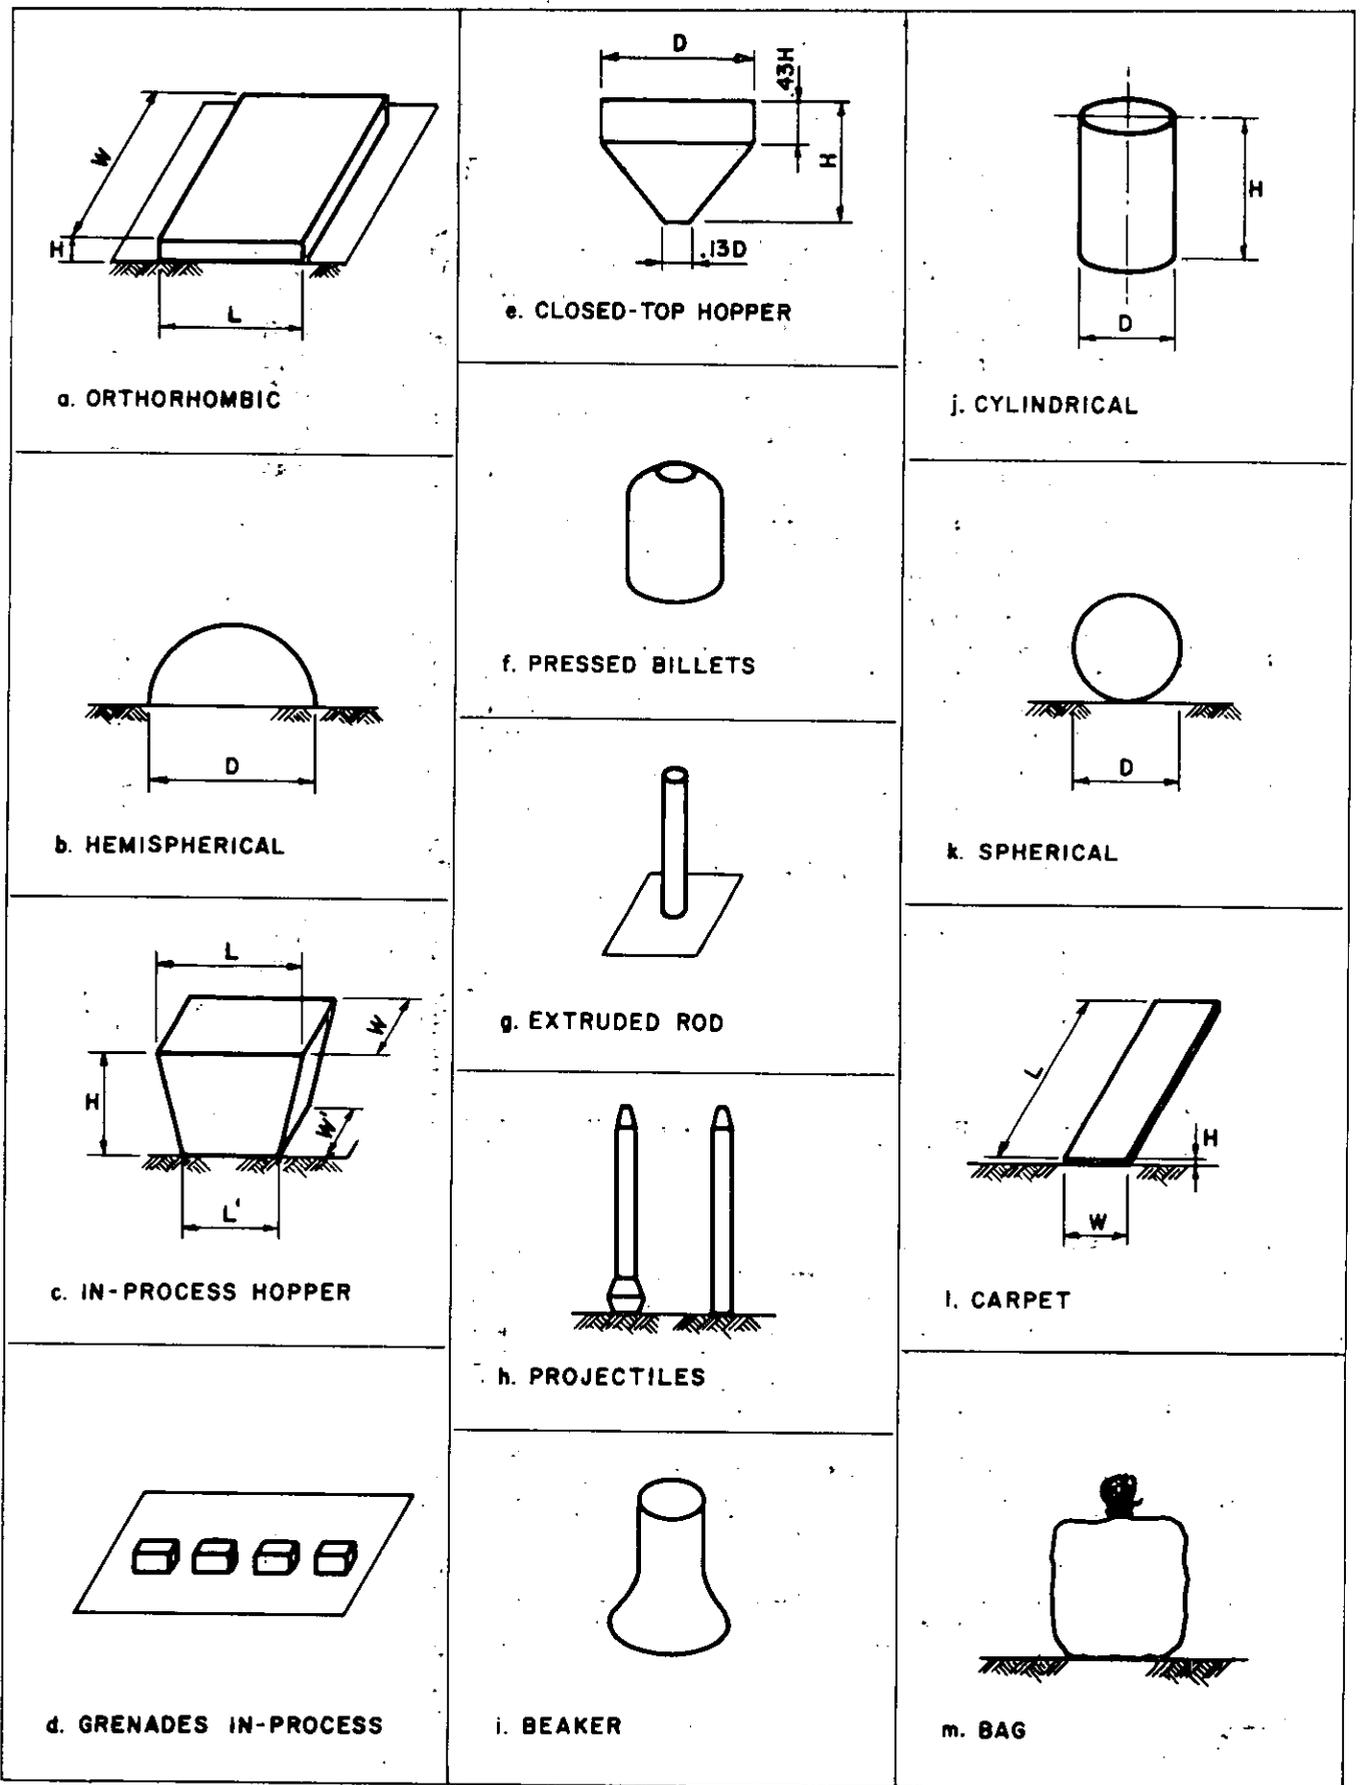 W
H
L
a. ORTHORHOMBIC
D
b. HEMISPHERICAL
L
W
H
W'
L'
c. IN-PROCESS HOPPER
d. GRENADES IN-PROCESS
D
.43H
H
.13D
e. CLOSED-TOP HOPPER
f. PRESSED BILLETS
g. EXTRUDED ROD
h. PROJECTILES
i. BEAKER
H
D
j. CYLINDRICAL
D
k. SPHERICAL
L
H
W
l. CARPET
m. BAG